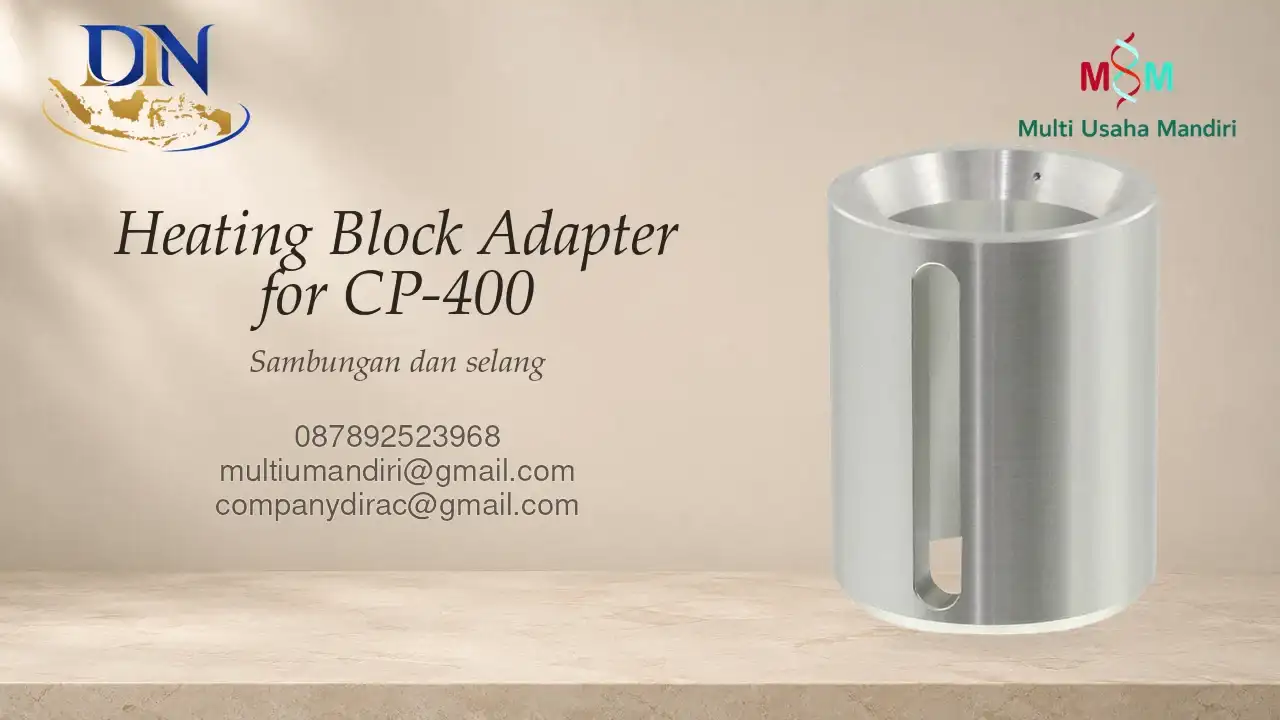 DIN
MSM
Multi Usaha Mandiri
Heating Block Adapter
for CP-400
Sambungan dan selang
087892523968
multiumandiri@gmail.com
companydirac@gmail.com